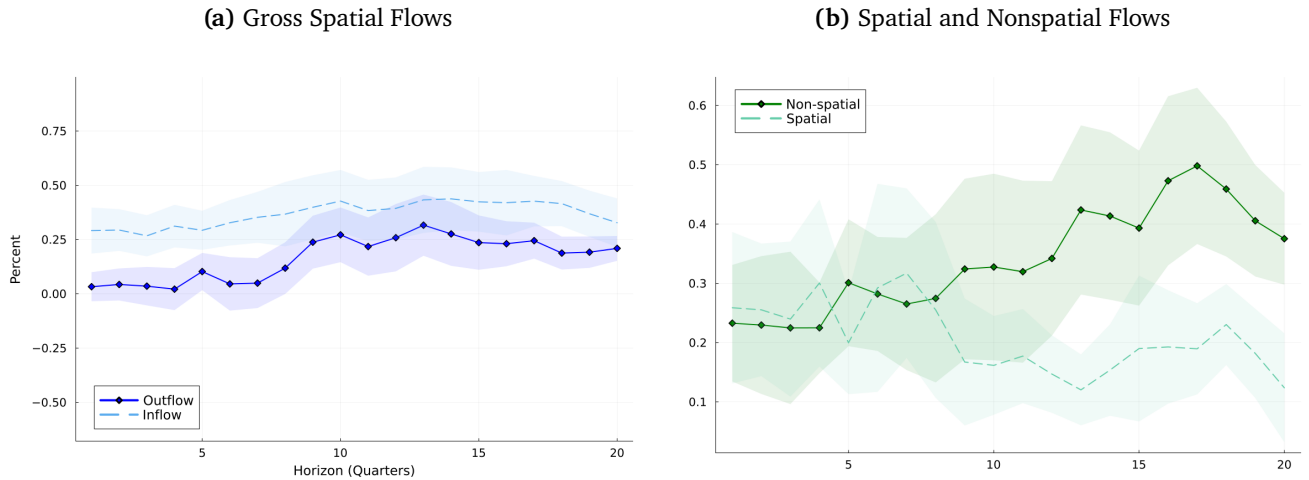 (a) Gross Spatial Flows
Percent
0.75
0.50
0.25
0.00
−0.25
−0.50
Outflow
Inflow
5
10
15
20
Horizon (Quarters)
(b) Spatial and Nonspatial Flows
0.6
0.5
0.4
0.3
0.2
0.1
Non-spatial
Spatial
5
10
15
20